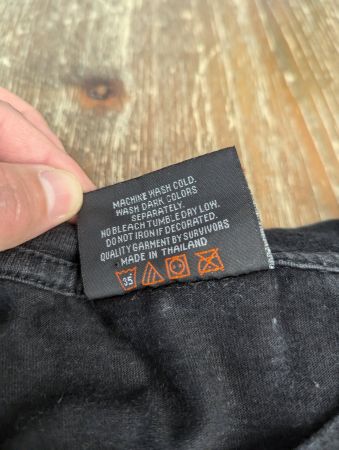 MACHINE WASH COLD.
WASH DARK COLORS
SEPARATELY.
NO BLEACH TUMBLE DRY LOW.
DO NOT IRON IF DECORATED.
QUALITY GARMENT BY SURVIVORS
MADE IN THAILAND
35°